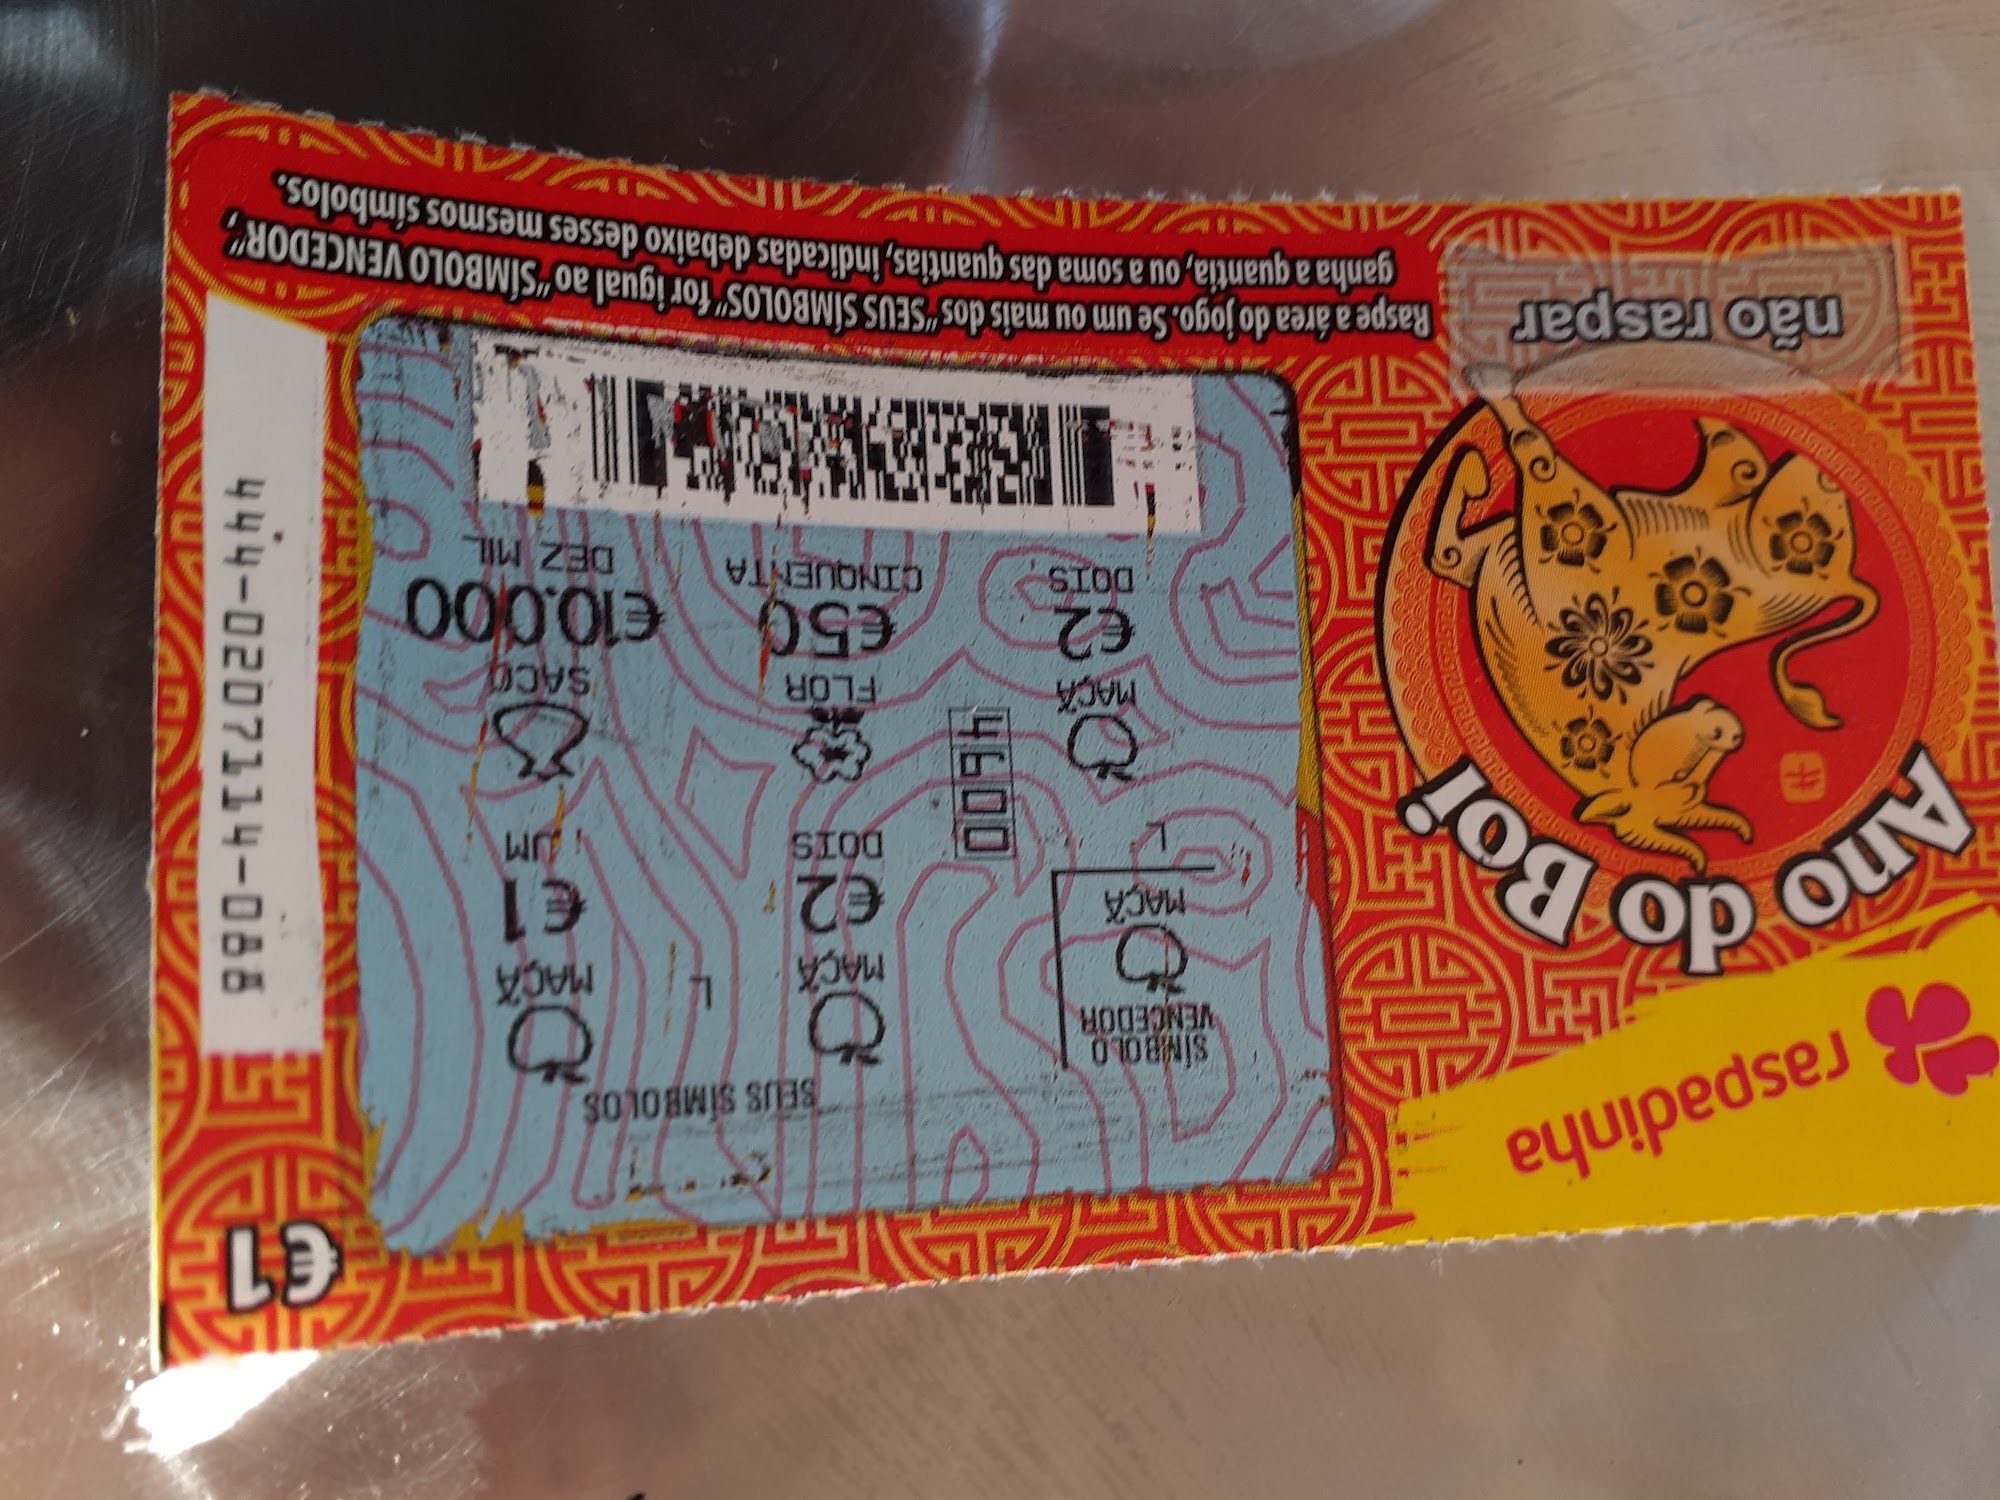 raspadinha
€1
Ano do Boi
SEUS SÍMBOLOS
SÍMBOLO
VENCEDOR
MAÇÃ
L
MAÇÃ
€2
DOIS
L
MAÇÃ
€1
UM
4600
MAÇÃ
€2
DOIS
FLOR
€50
CINQUENTA
SACO
€10.000
DEZ MIL
444-0207114-088
não raspar
Raspe a área do jogo. Se um ou mais dos "SEUS SÍMBOLOS" for igual ao "SÍMBOLO VENCEDOR",
ganha a quantia, ou a soma das quantias, indicadas debaixo desses mesmos símbolos.